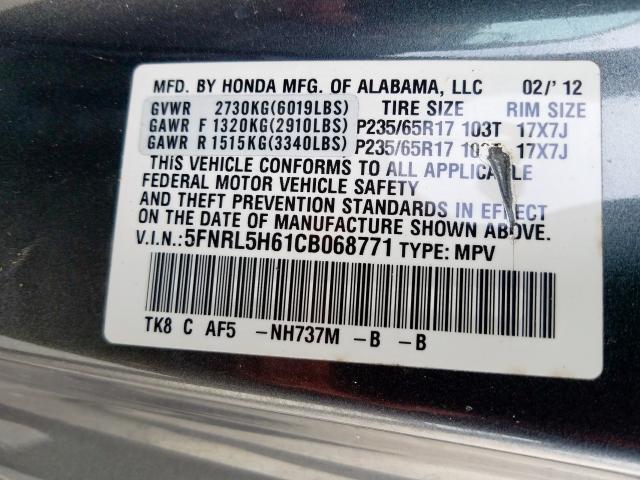 MFD. BY HONDA MFG. OF ALABAMA, LLC 02/' 12
GVWR 2730KG(6019LBS) TIRE SIZE RIM SIZE
GAWR F 1320KG(2910LBS) P235/65R17 103T 17X7J
GAWR R 1515KG(3340LBS) P235/65R17 17X7J
THIS VEHICLE CONFORMS TO ALL APPLICABLE
FEDERAL MOTOR VEHICLE SAFETY
AND THEFT PREVENTION STANDARDS IN EFFECT
ON THE DATE OF MANUFACTURE SHOWN ABOVE.
V.I.N.:5FNRL5H61CB068771 TYPE: MPV
TK8 C AF5 -NH737M -B -B